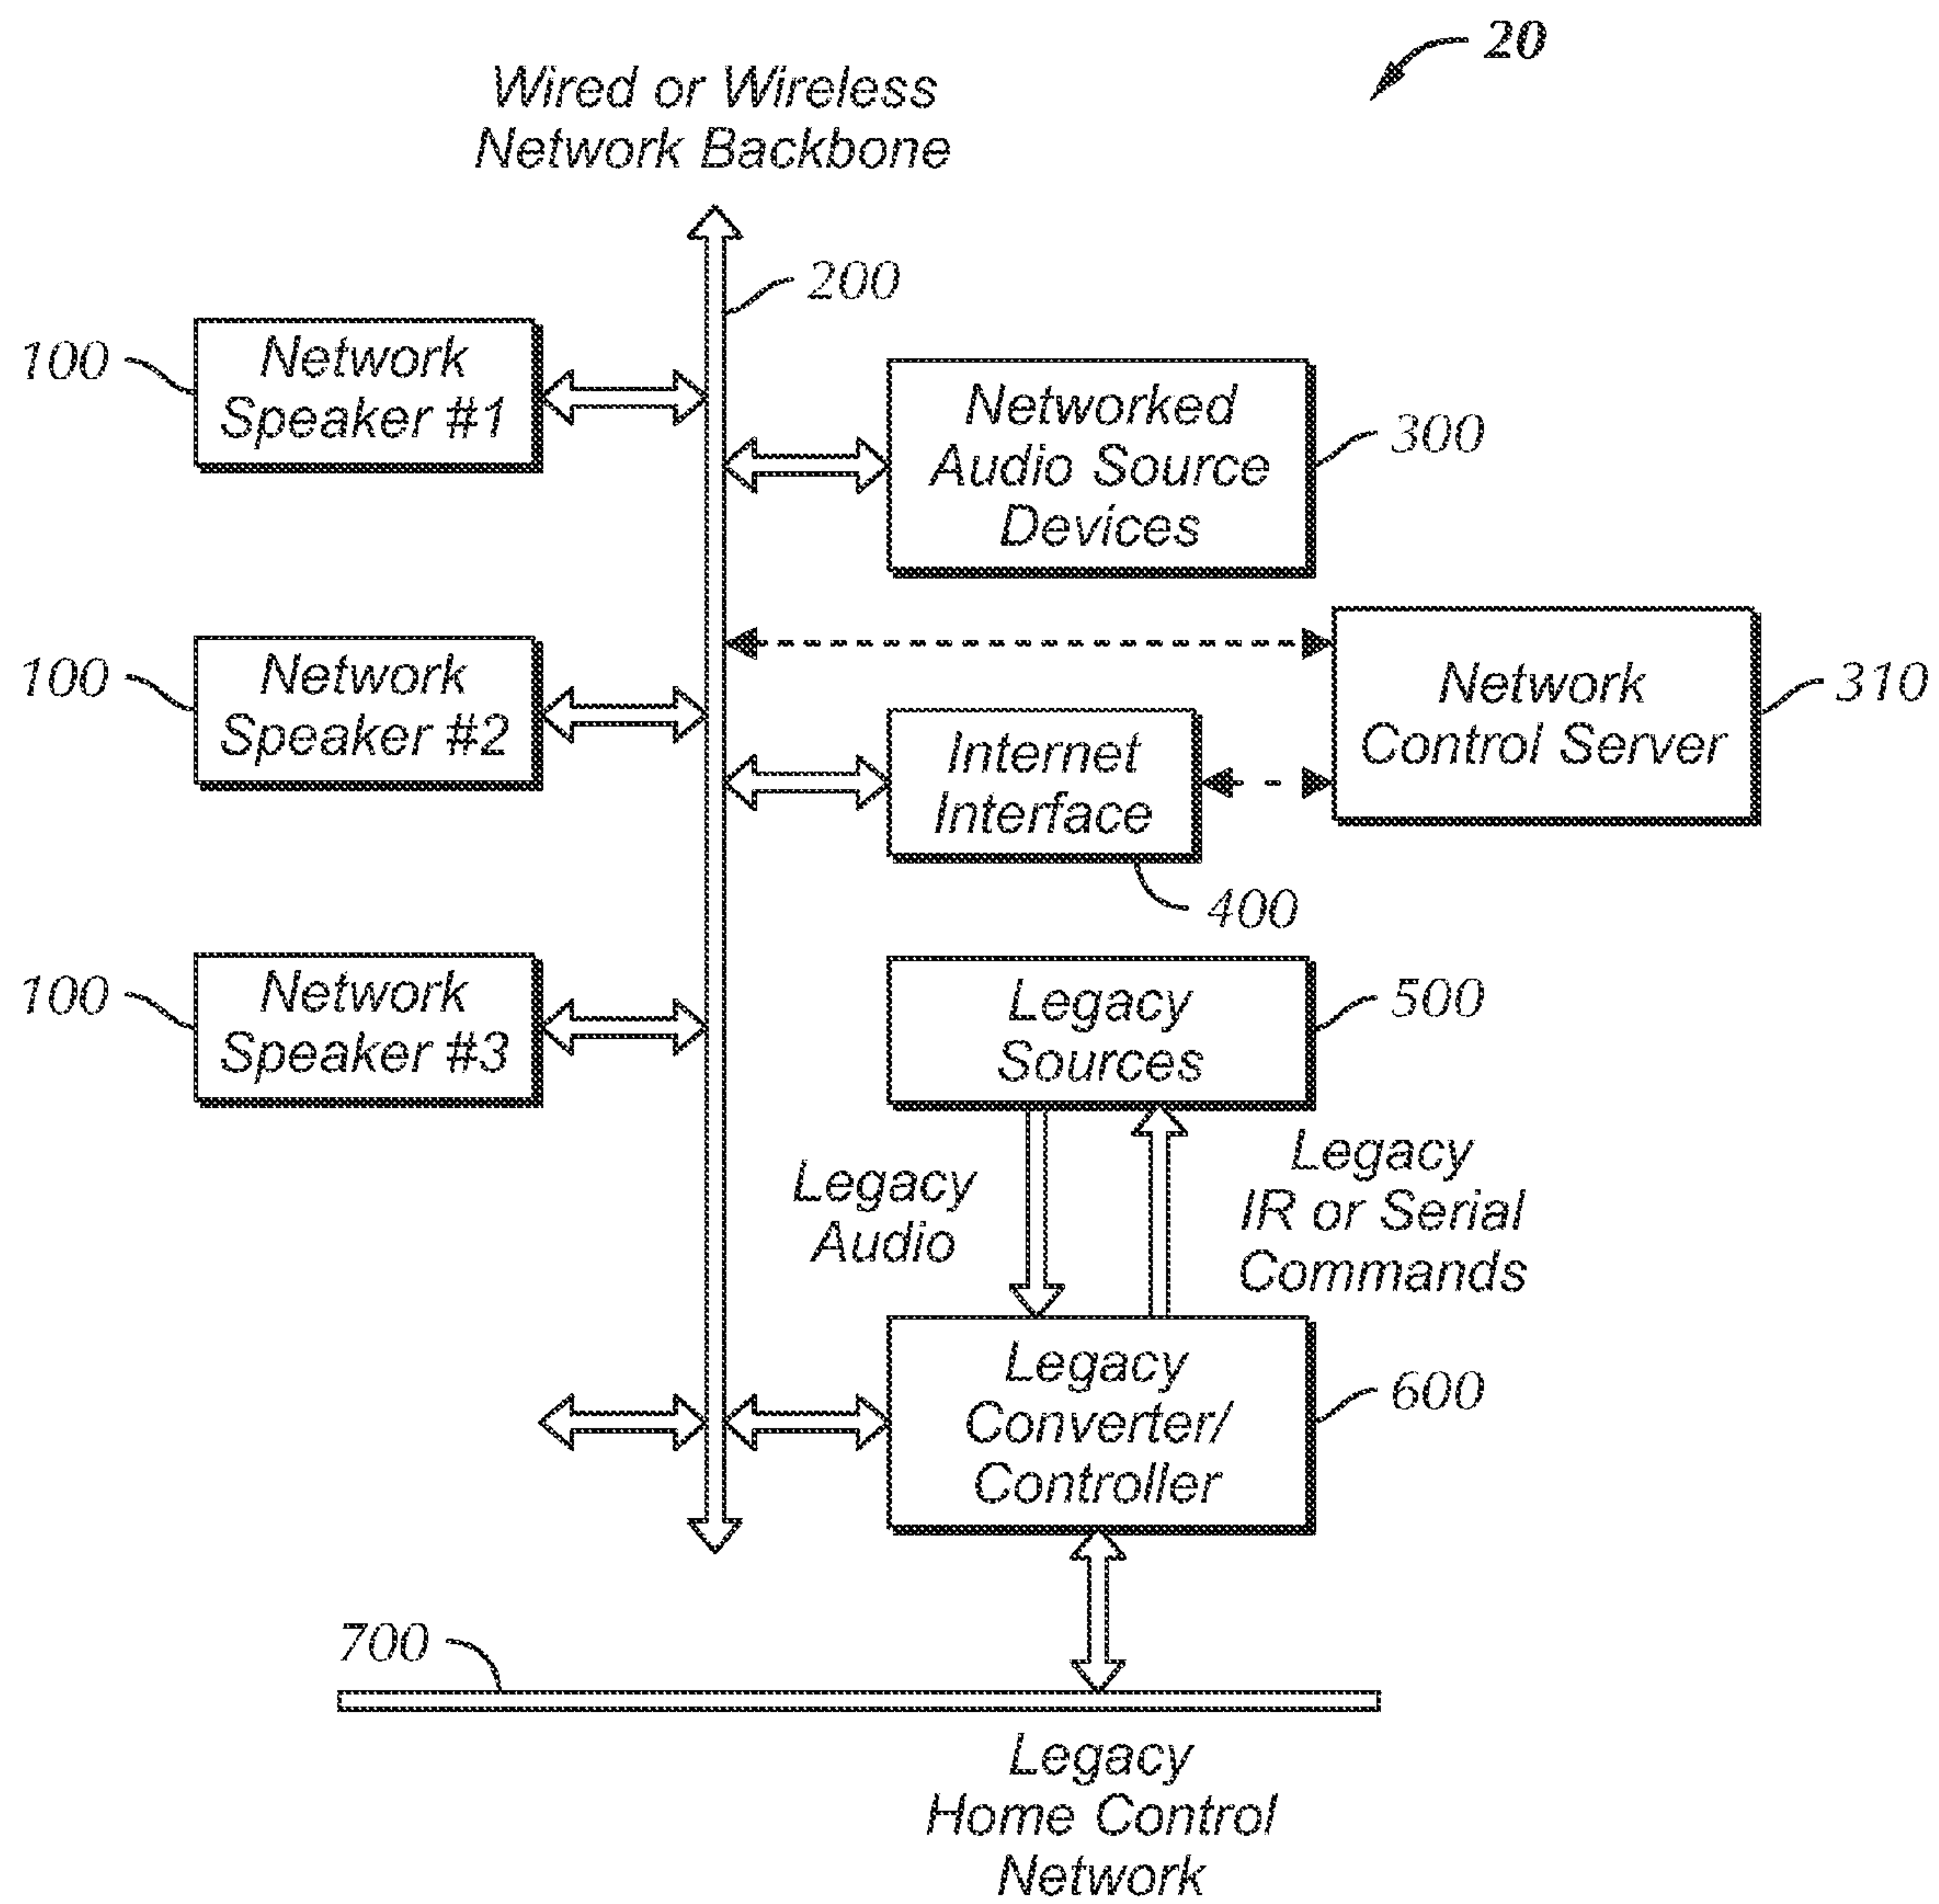 20
Wired or Wireless
Network Backbone
200
100
Network
Speaker #1
Networked
Audio Source
Devices
300
100
Network
Speaker #2
Network
Control Server
310
Internet
Interface
400
100
Network
Speaker #3
Legacy
Sources
500
Legacy
Audio
Legacy
IR or Serial
Commands
Legacy
Converter/
Controller
600
700
Legacy
Home Control
Network